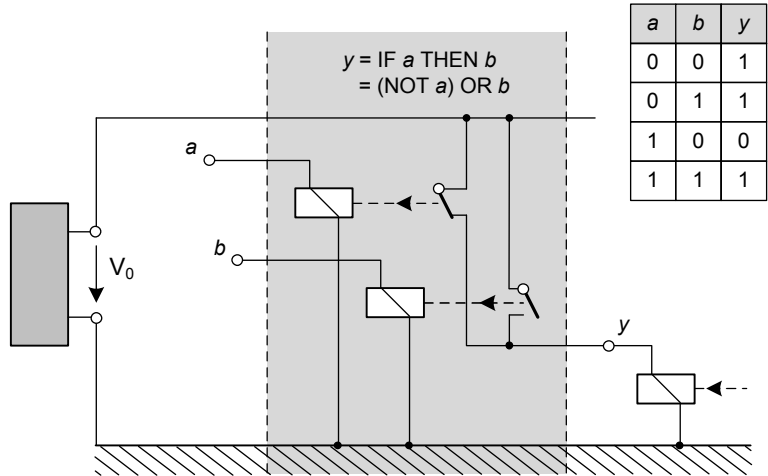 y = IF a THEN b
= (NOT a) OR b
a b y
0 0 1
0 1 1
1 0 0
1 1 1
a
b
V₀
y